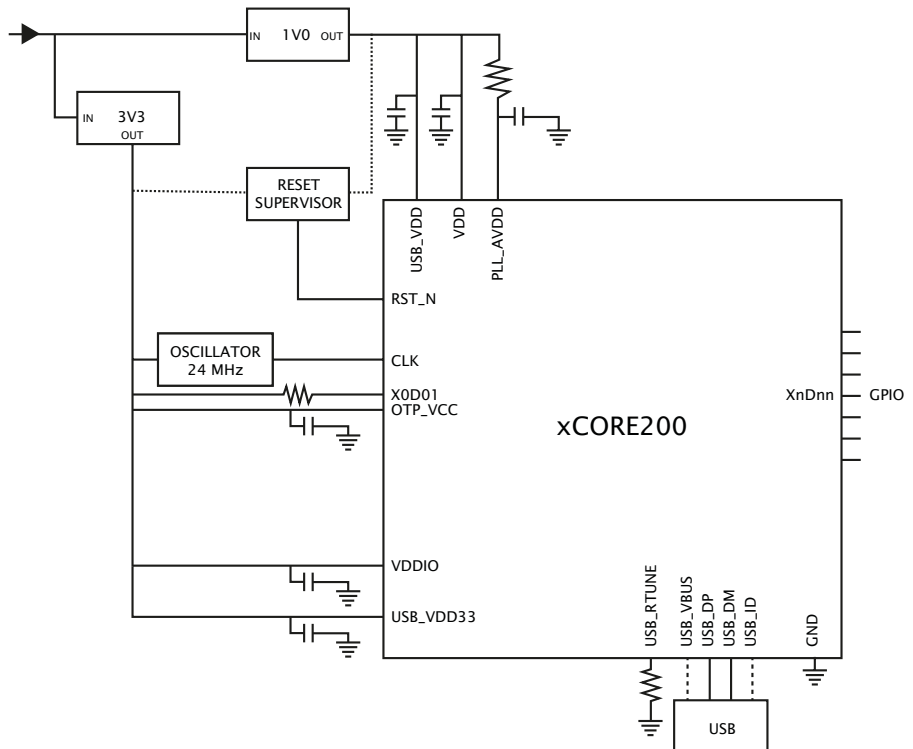 IN 1V0 OUT
IN 3V3
OUT
RESET
SUPERVISOR
USB_VDD
VDD
PLL_AVDD
RST_N
OSCILLATOR
24 MHz
CLK
X0D01
OTP_VCC
xCORE200
XnDnn GPIO
VDDIO
USB_VDD33
USB_RTUNE
USB_VBUS
USB_DP
USB_DM
USB_ID
GND
USB